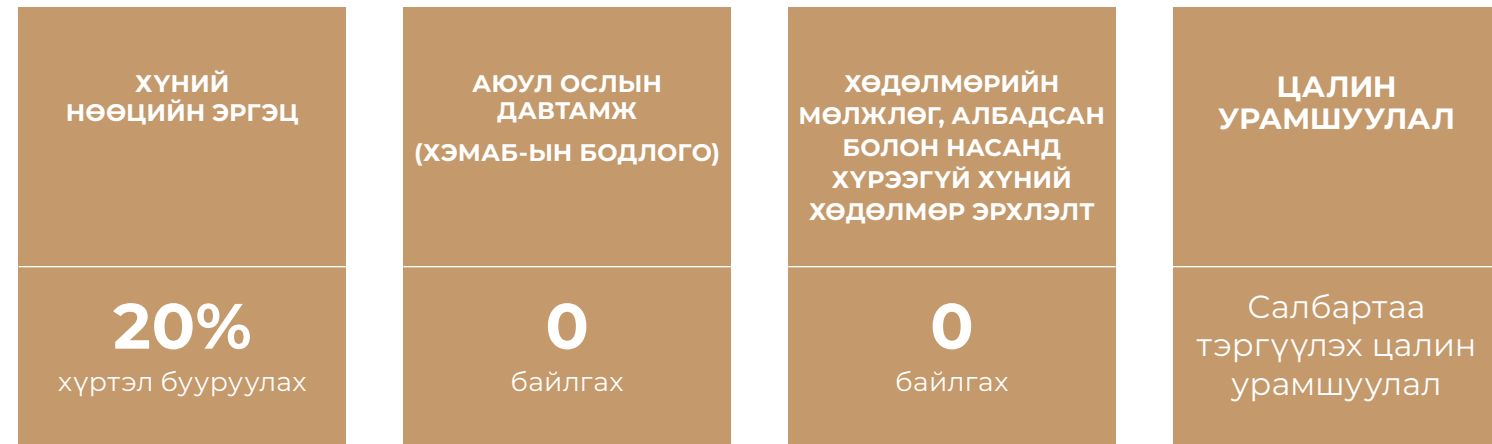 ХҮНИЙ
НӨӨЦИЙН ЭРГЭЦ
20%
хүртэл бууруулах
АЮУЛ ОСЛЫН
ДАВТАМЖ
(ХЭМАБ-ЫН БОДЛОГО)
0
байлгах
ХӨДӨЛМӨРИЙН
МӨЛЖЛӨГ, АЛБАДСАН
БОЛОН НАСАНД
ХҮРЭЭГҮЙ ХҮНИЙ
ХӨДӨЛМӨР ЭРХЛЭЛТ
0
байлгах
ЦАЛИН
УРАМШУУЛАЛ
Салбартаа
тэргүүлэх цалин
урамшуулал